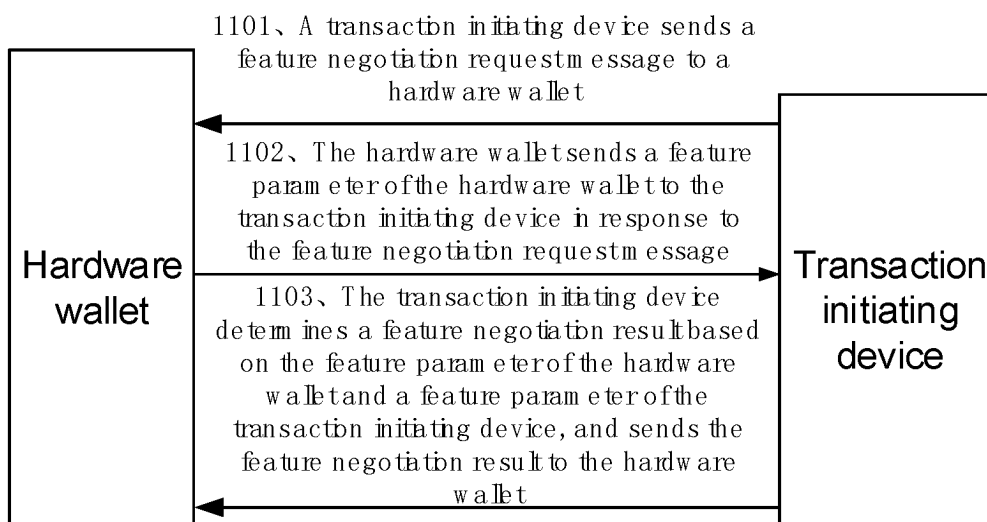 1101、A transaction initiating device sends a
feature negotiation request message to a
hardware wallet
1102、The hardware wallet sends a feature
parameter of the hardware wallet to the
transaction initiating device in response to
the feature negotiation request message
Hardware
wallet
Transaction
initiating
device
1103、The transaction initiating device
determines a feature negotiation result based
on the feature parameter of the hardware
wallet and a feature parameter of the
transaction initiating device, and sends the
feature negotiation result to the hardware
wallet